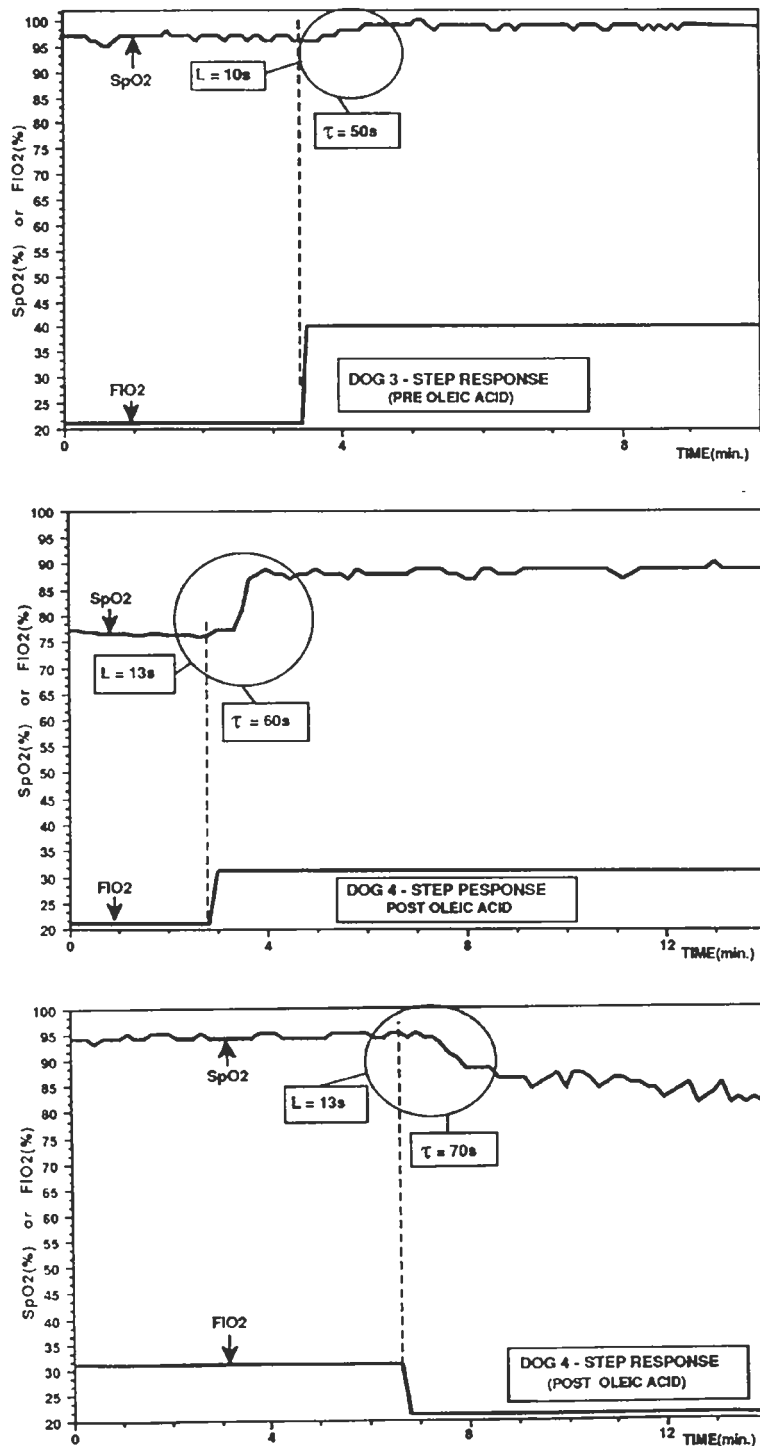 SpO2(%) or FIO2(%)
100
95
90
85
80
75
70
65
60
55
50
45
40
35
30
25
20
SpO2
L = 10s
τ = 50s
FIO2
DOG 3 - STEP RESPONSE
(PRE OLEIC ACID)
0
4
8
TIME(min.)
SpO2(%) or FIO2(%)
100
95
90
85
80
75
70
65
60
55
50
45
40
35
30
25
20
SpO2
L = 13s
τ = 60s
FIO2
DOG 4 - STEP PESPONSE
POST OLEIC ACID
0
4
8
12
TIME(min.)
SpO2(%) or FIO2(%)
100
95
90
85
80
75
70
65
60
55
50
45
40
35
30
25
20
SpO2
L = 13s
τ = 70s
FIO2
DOG 4 - STEP RESPONSE
(POST OLEIC ACID)
0
4
8
12
TIME(min.)